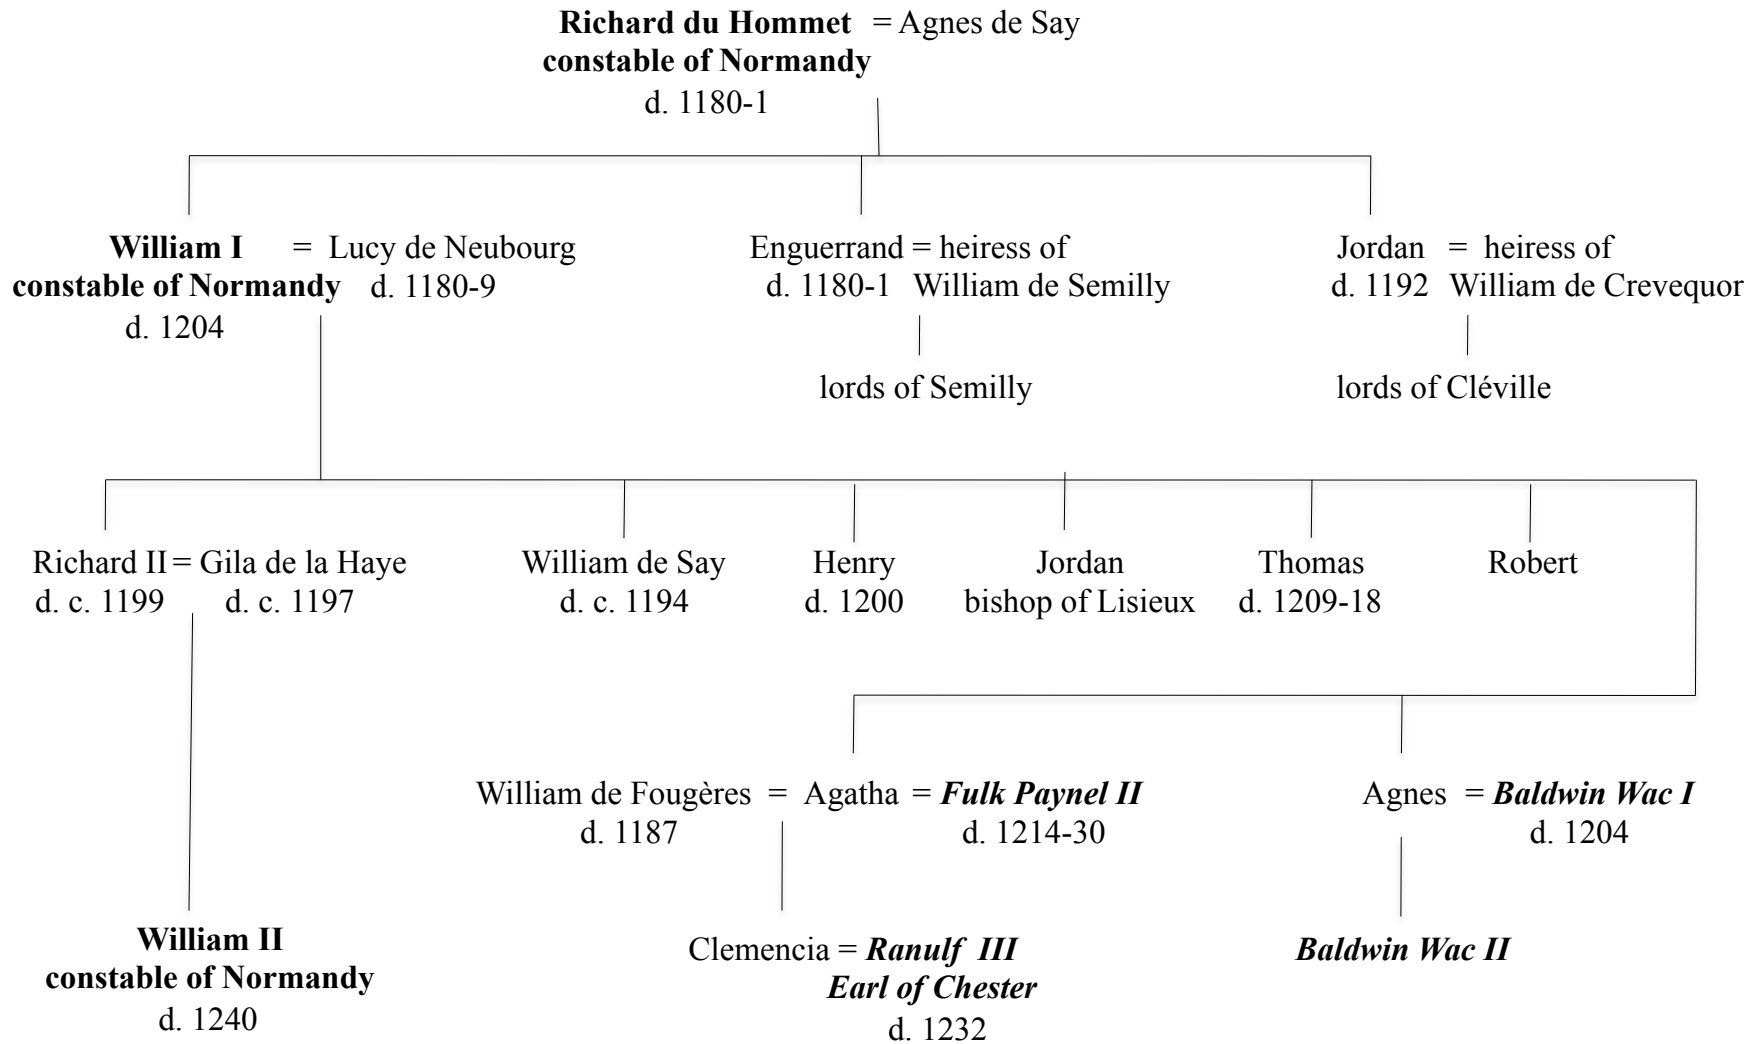 Richard du Hommet = Agnes de Say
constable of Normandy
d. 1180-1
William I = Lucy de Neubourg
constable of Normandy d. 1180-9
d. 1204
Enguerrand = heiress of
d. 1180-1 William de Semilly
lords of Semilly
Jordan = heiress of
d. 1192 William de Crevequor
lords of Cléville
Richard II = Gila de la Haye
d. c. 1199 d. c. 1197
William de Say
d. c. 1194
Henry
d. 1200
Jordan
bishop of Lisieux
Thomas
d. 1209-18
Robert
William de Fougères = Agatha = Fulk Paynel II
d. 1187 d. 1214-30
Agnes = Baldwin Wac I
d. 1204
William II
constable of Normandy
d. 1240
Clemencia = Ranulf III
Earl of Chester
d. 1232
Baldwin Wac II